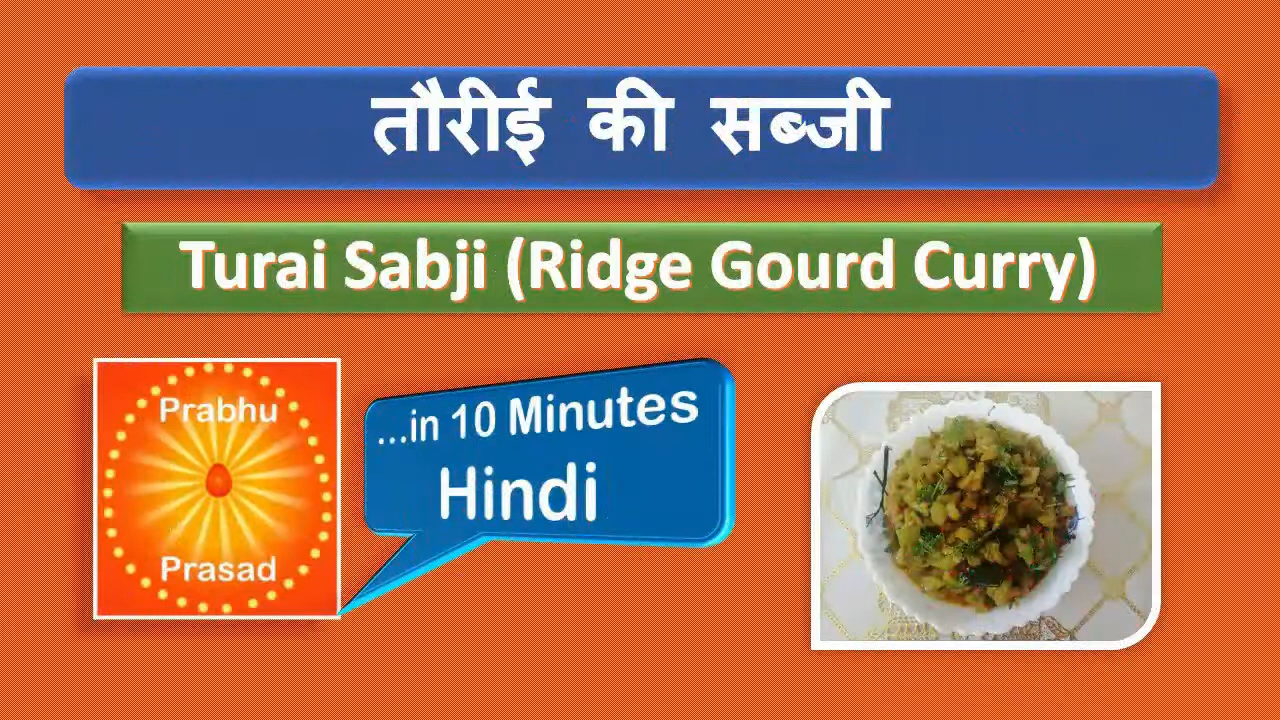 तौरीई की सब्जी
Turai Sabji (Ridge Gourd Curry)
Prabhu
Prasad
...in 10 Minutes
Hindi